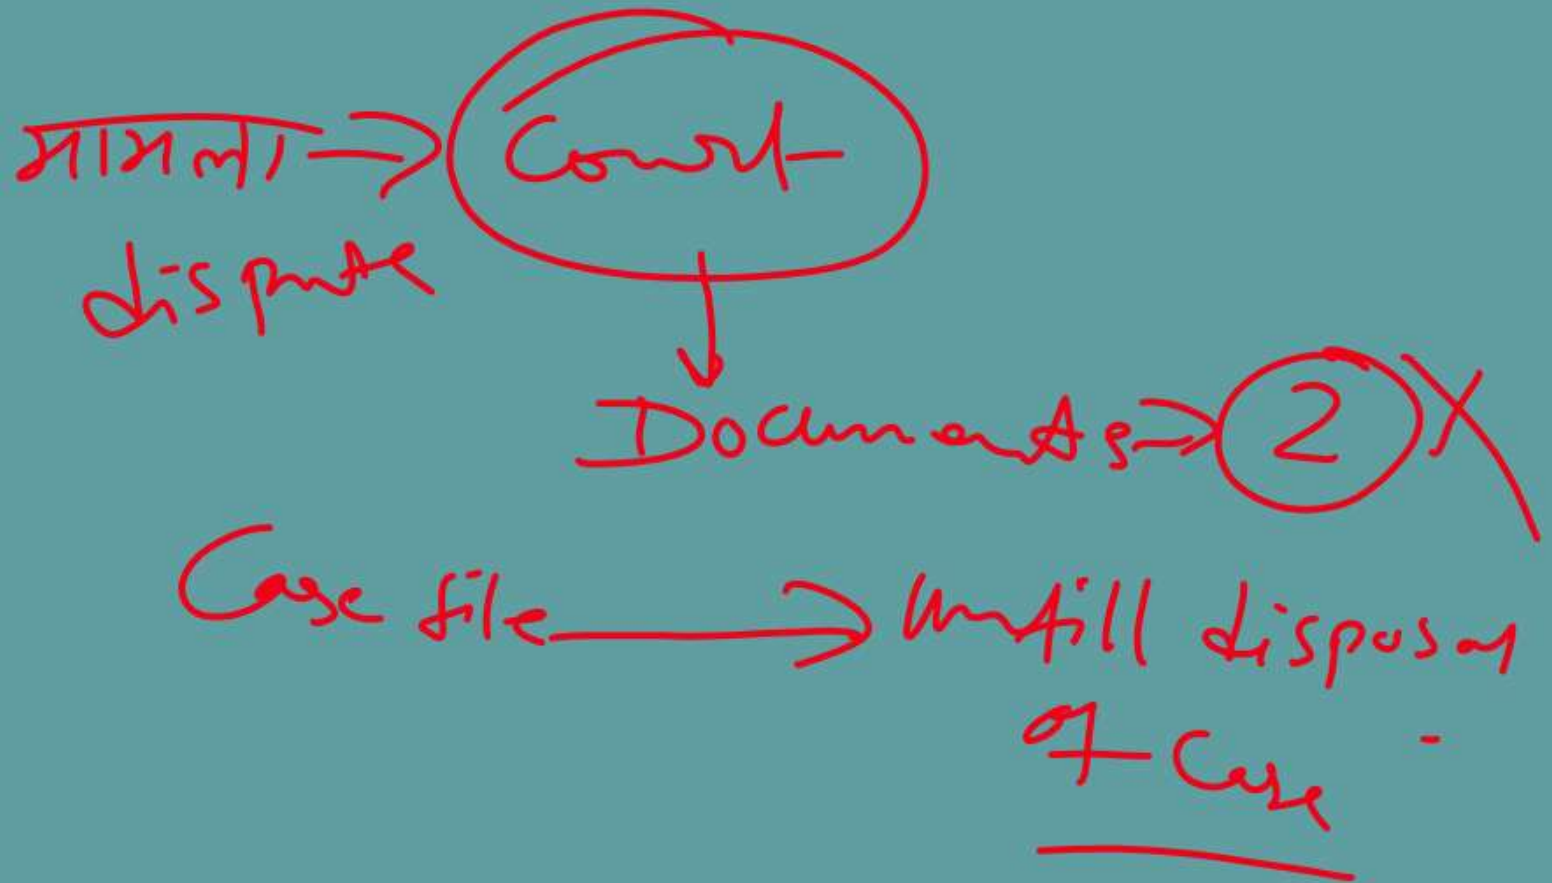 मामला → Court
dispute
Documents → 2 X
Case file → Untill disposal
of Case